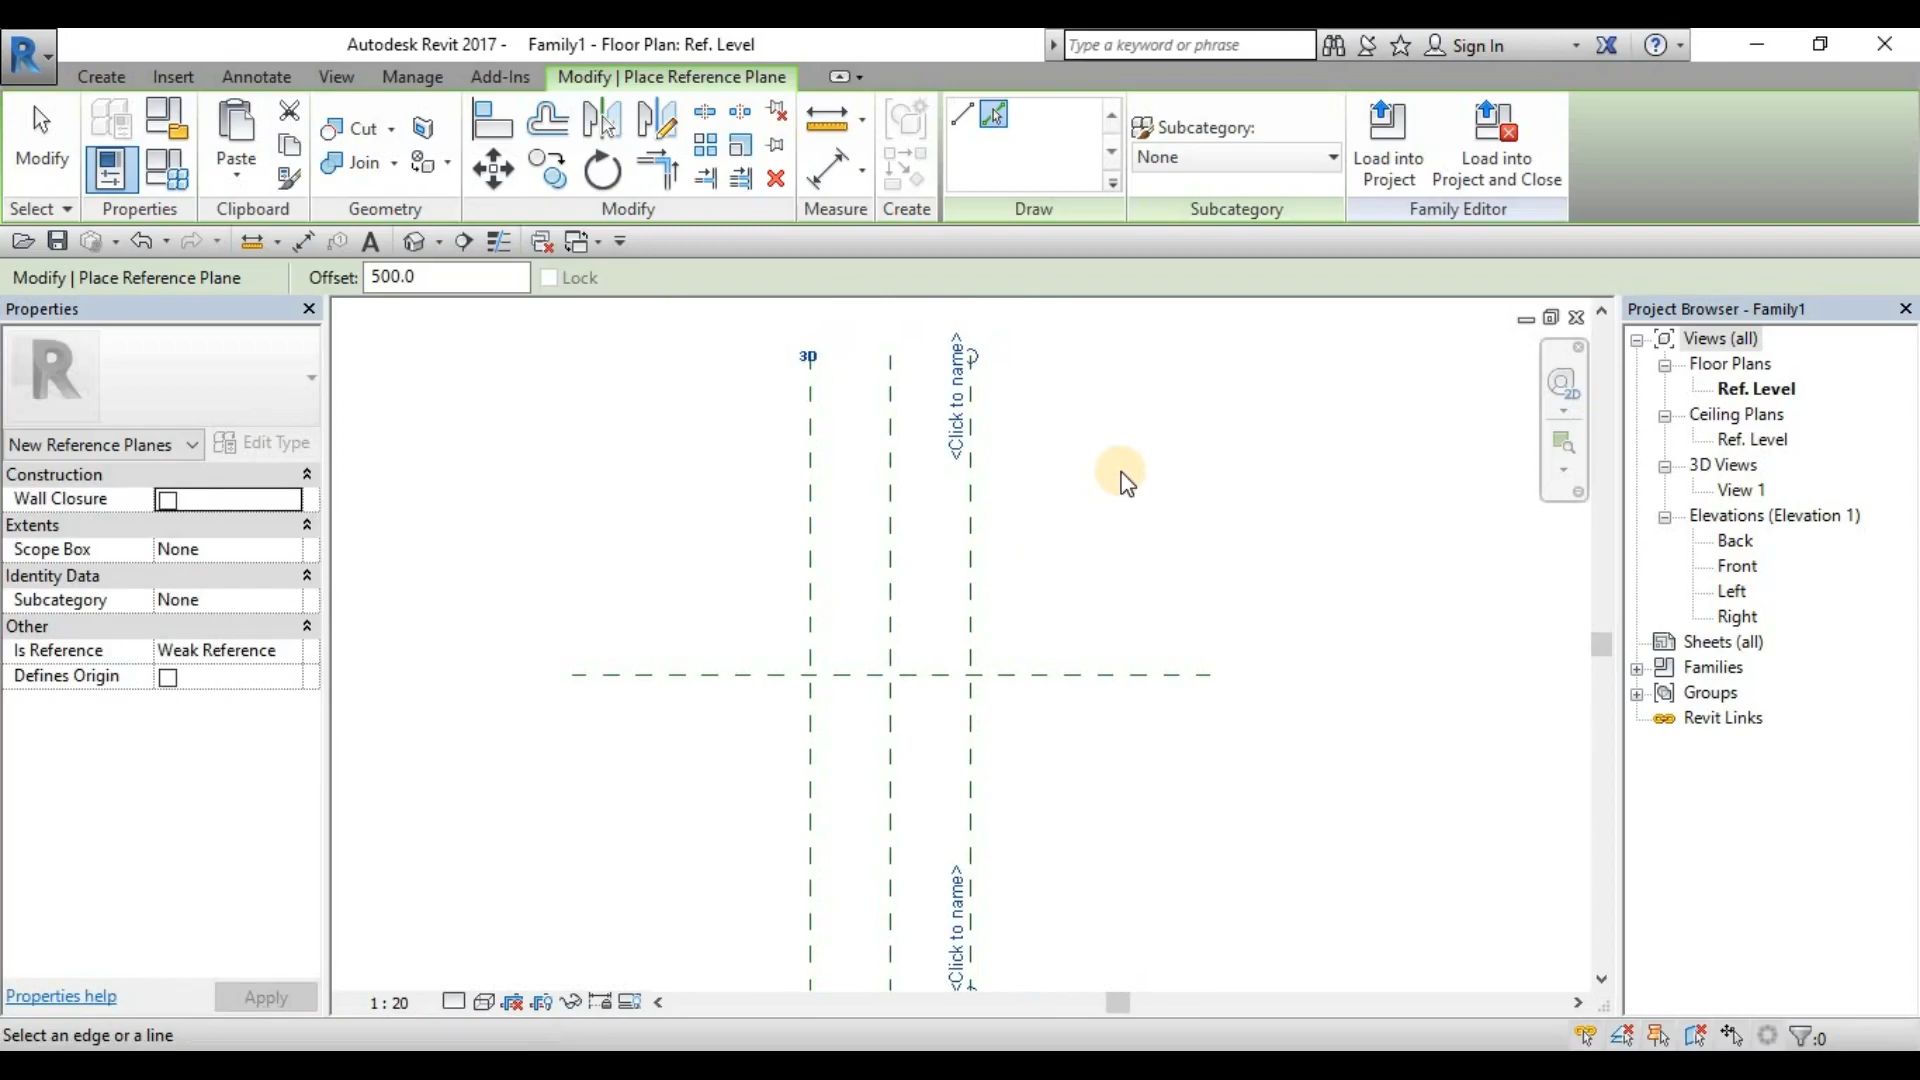 Autodesk Revit 2017 - Family1 - Floor Plan: Ref. Level
Type a keyword or phrase
Sign In
Create Insert Annotate View Manage Add-Ins Modify | Place Reference Plane
Modify
Paste
Cut
Join
Subcategory:
None
Load into Project
Load into Project and Close
Select Properties Clipboard Geometry Modify Measure Create Draw Subcategory Family Editor
Modify | Place Reference Plane Offset: 500.0 Lock
Properties
New Reference Planes Edit Type
Construction
Wall Closure
Extents
Scope Box None
Identity Data
Subcategory None
Other
Is Reference Weak Reference
Defines Origin
Properties help Apply
3D
<Click to name>
<Click to name>
2D
1 : 20
Project Browser - Family1
Views (all)
Floor Plans
Ref. Level
Ceiling Plans
Ref. Level
3D Views
View 1
Elevations (Elevation 1)
Back
Front
Left
Right
Sheets (all)
Families
Groups
Revit Links
Select an edge or a line
:0